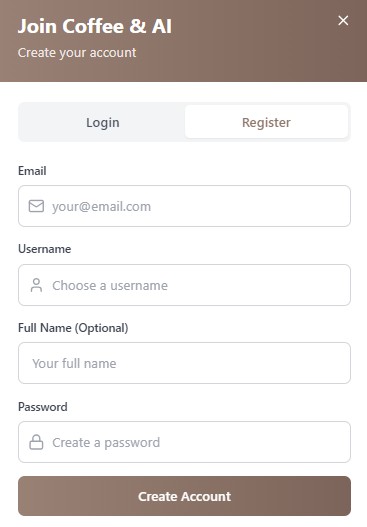 Join Coffee & AI
Create your account
Login
Register
Email
your@email.com
Username
Choose a username
Full Name (Optional)
Your full name
Password
Create a password
Create Account